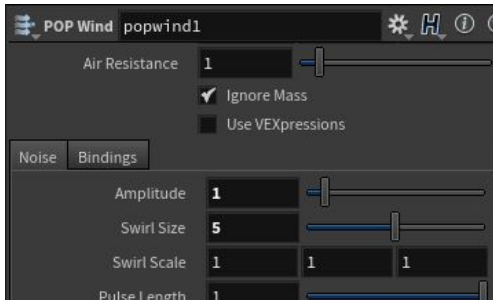 POP Wind popwind1
Air Resistance 1
Ignore Mass
Use VEXpressions
Noise Bindings
Amplitude 1
Swirl Size 5
Swirl Scale 1 1 1
Pulse Length 1